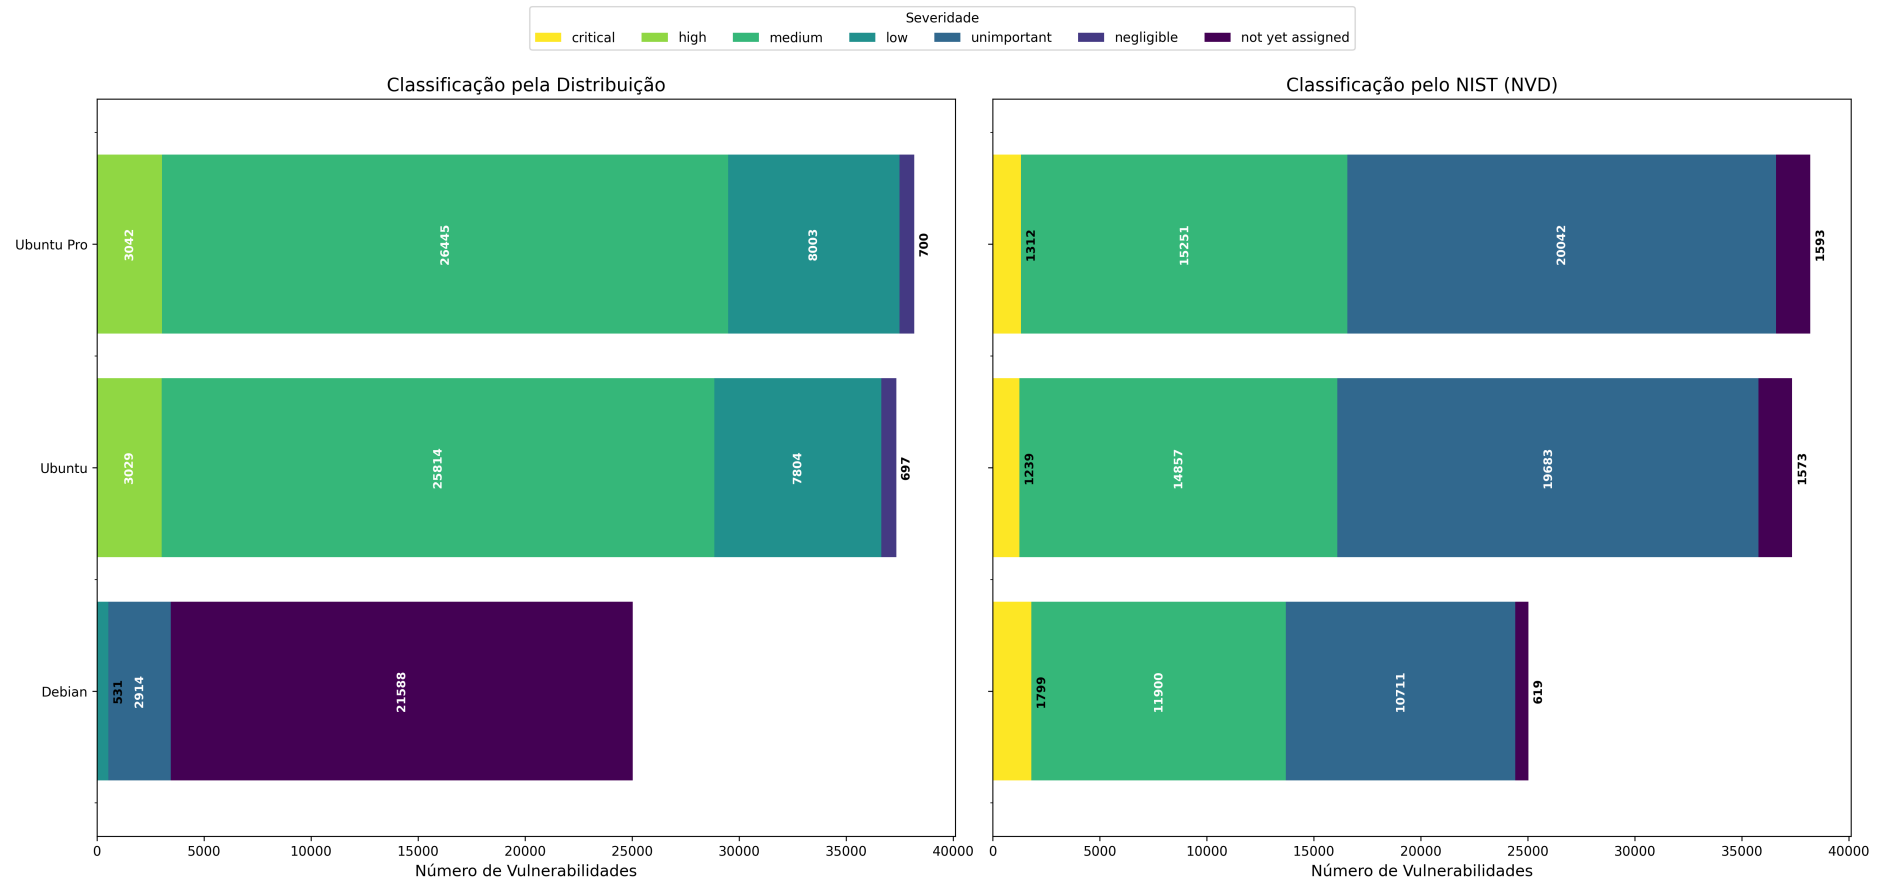 Severidade
critical high medium low unimportant negligible not yet assigned
Classificação pela Distribuição
Ubuntu Pro
3042 26445 8003 700
Ubuntu
3029 25814 7804 697
Debian
531 2914 21588
0 5000 10000 15000 20000 25000 30000 35000 40000
Número de Vulnerabilidades
Classificação pelo NIST (NVD)
1312 15251 20042 1593
1239 14857 19683 1573
1799 11900 10711 619
0 5000 10000 15000 20000 25000 30000 35000 40000
Número de Vulnerabilidades